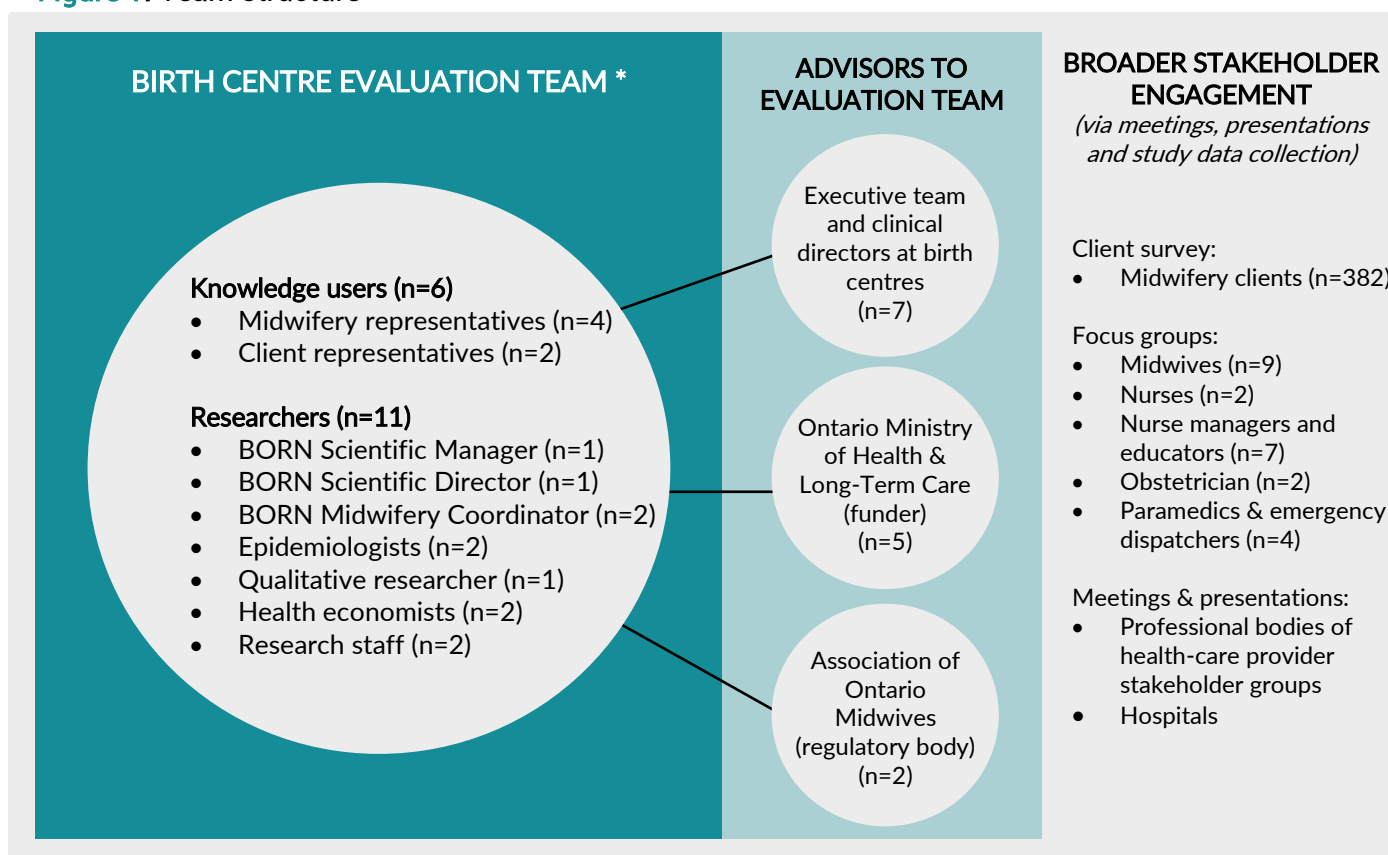 Figure 1. Team structure
BIRTH CENTRE EVALUATION TEAM *
Knowledge users (n=6)
• Midwifery representatives (n=4)
• Client representatives (n=2)
Researchers (n=11)
• BORN Scientific Manager (n=1)
• BORN Scientific Director (n=1)
• BORN Midwifery Coordinator (n=2)
• Epidemiologists (n=2)
• Qualitative researcher (n=1)
• Health economists (n=2)
• Research staff (n=2)
ADVISORS TO
EVALUATION TEAM
Executive team
and clinical
directors at birth
centres
(n=7)
Ontario Ministry
of Health &
Long-Term Care
(funder)
(n=5)
Association of
Ontario
Midwives
(regulatory body)
(n=2)
BROADER STAKEHOLDER
ENGAGEMENT
(via meetings, presentations
and study data collection)
Client survey:
• Midwifery clients (n=382)
Focus groups:
• Midwives (n=9)
• Nurses (n=2)
• Nurse managers and
educators (n=7)
• Obstetrician (n=2)
• Paramedics & emergency
dispatchers (n=4)
Meetings & presentations:
• Professional bodies of
health-care provider
stakeholder groups
• Hospitals